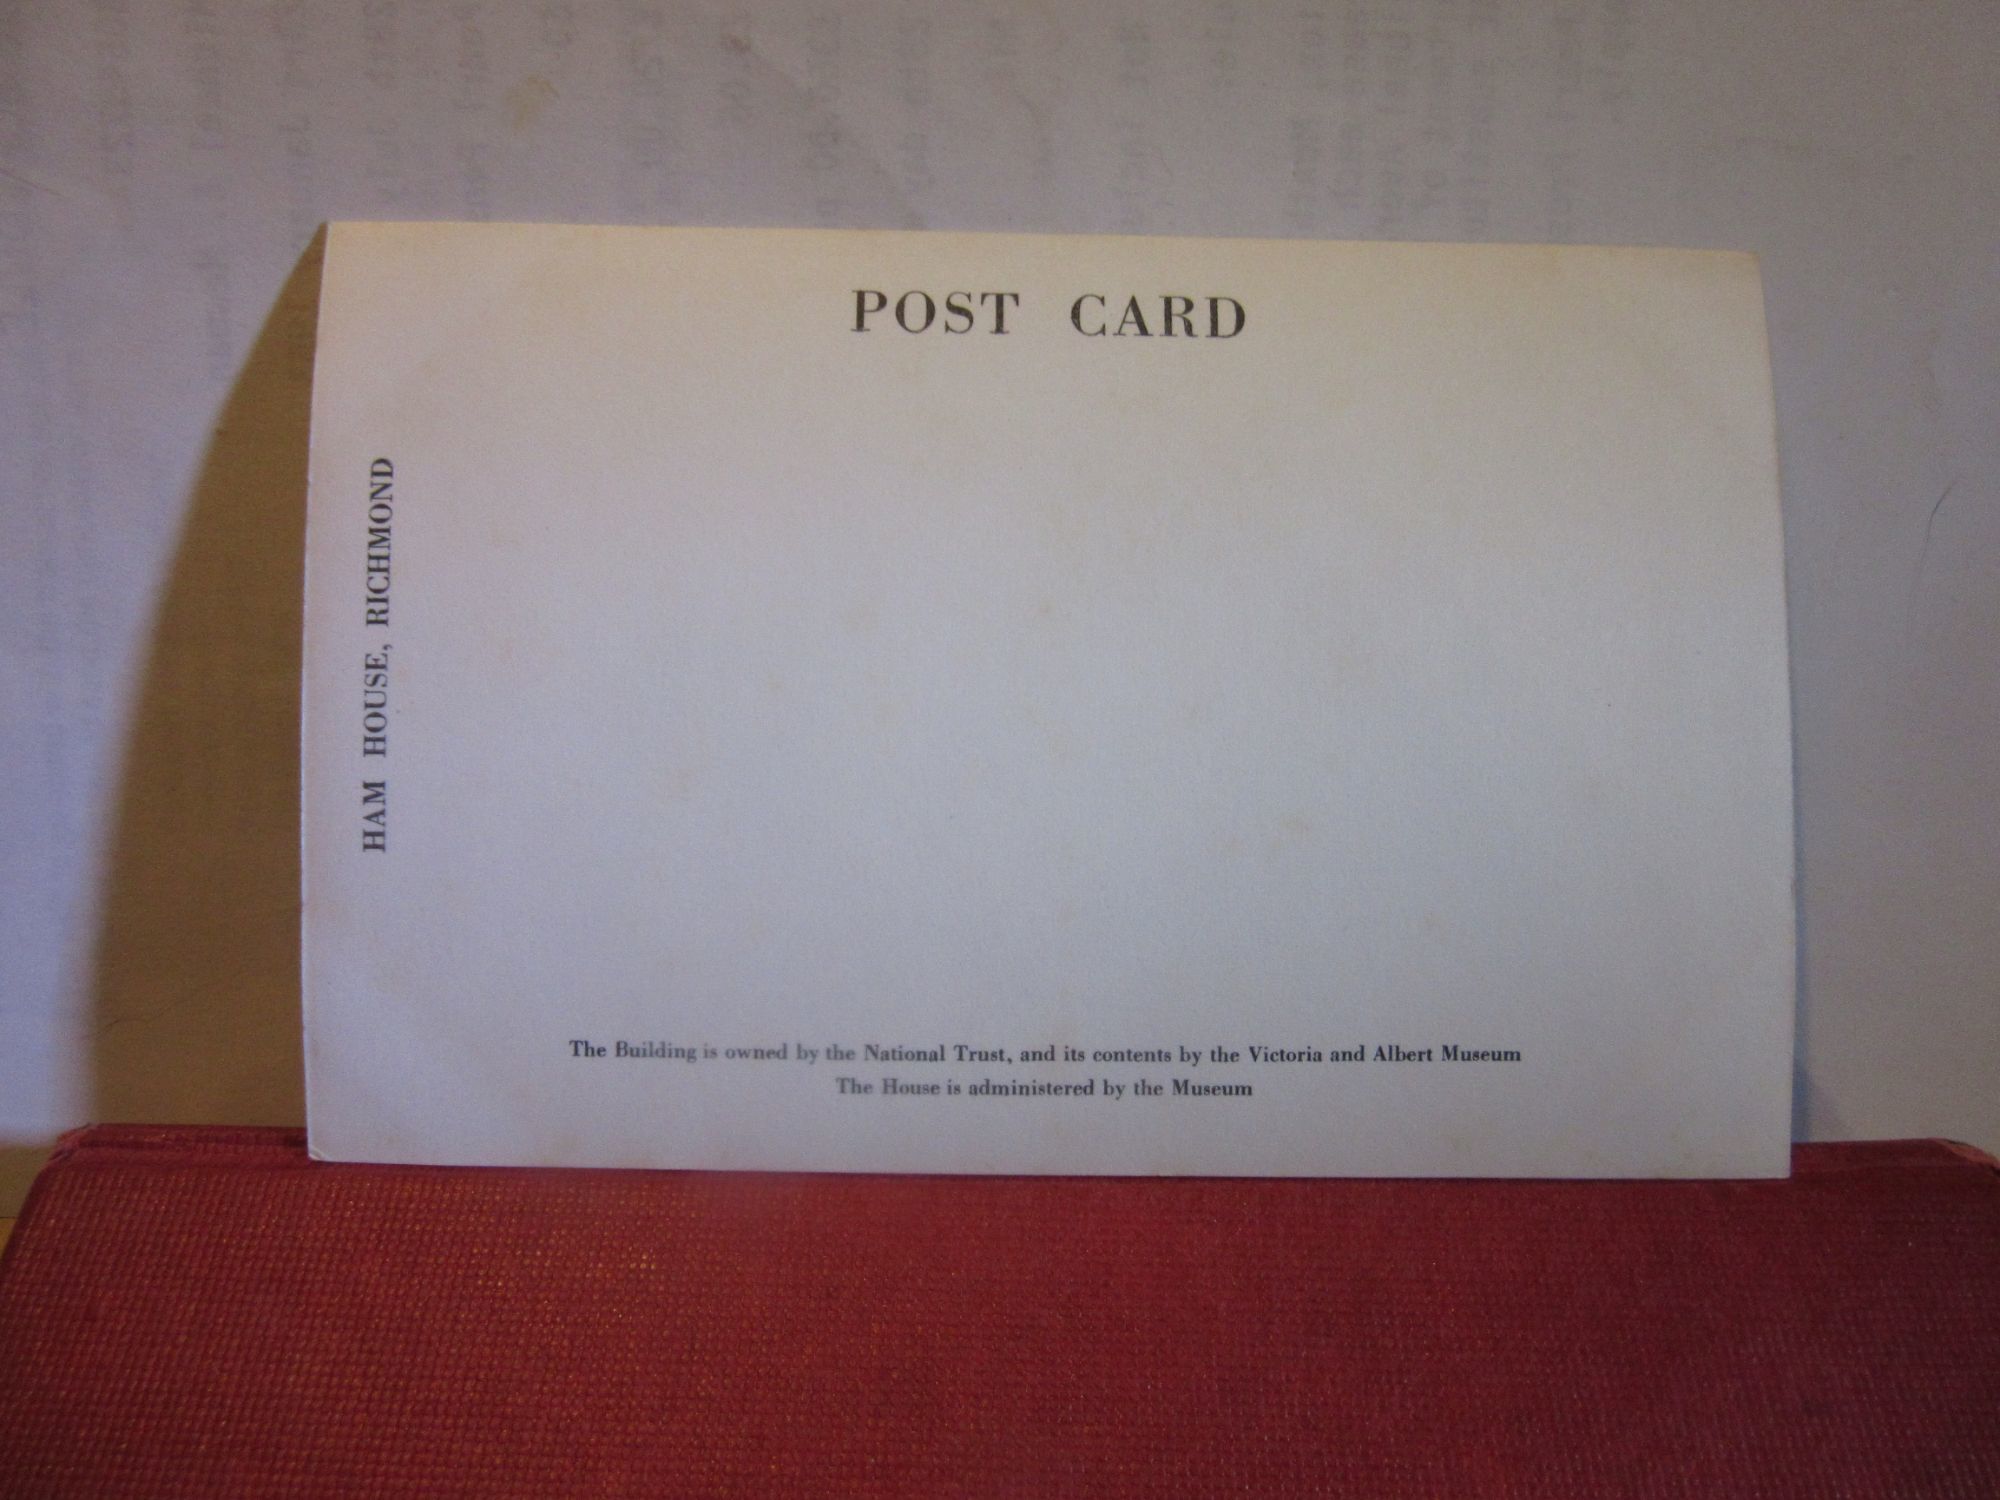 POST CARD
HAM HOUSE, RICHMOND
The Building is owned by the National Trust, and its contents by the Victoria and Albert Museum
The House is administered by the Museum